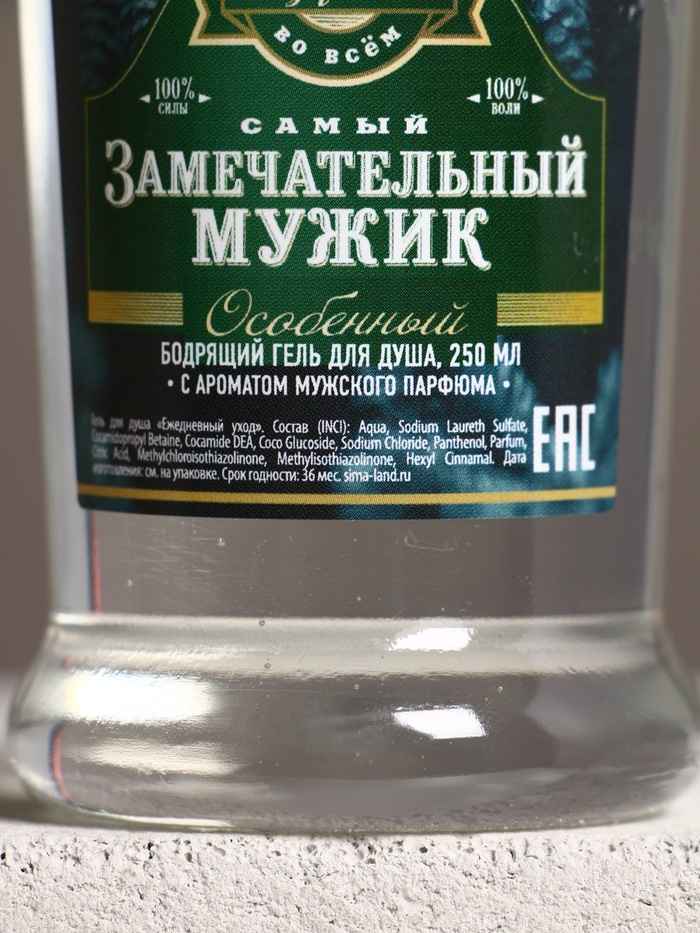 ВО ВСЁМ
100% 100%
СИЛЫ ВОЛИ
САМЫЙ
ЗАМЕЧАТЕЛЬНЫЙ
МУЖИК
Особенный
БОДРЯЩИЙ ГЕЛЬ ДЛЯ ДУША, 250 МЛ
• С АРОМАТОМ МУЖСКОГО ПАРФЮМА •
Гель для душа «Ежедневный уход». Состав (INCI): Aqua, Sodium Laureth Sulfate,
Cocamidopropyl Betaine, Cocamide DEA, Coco Glucoside, Sodium Chloride, Panthenol, Parfum,
Citric Acid, Methylchloroisothiazolinone, Methylisothiazolinone, Hexyl Cinnamal. Дата
изготовления: см. на упаковке. Срок годности: 36 мес. sima-land.ru
EAC